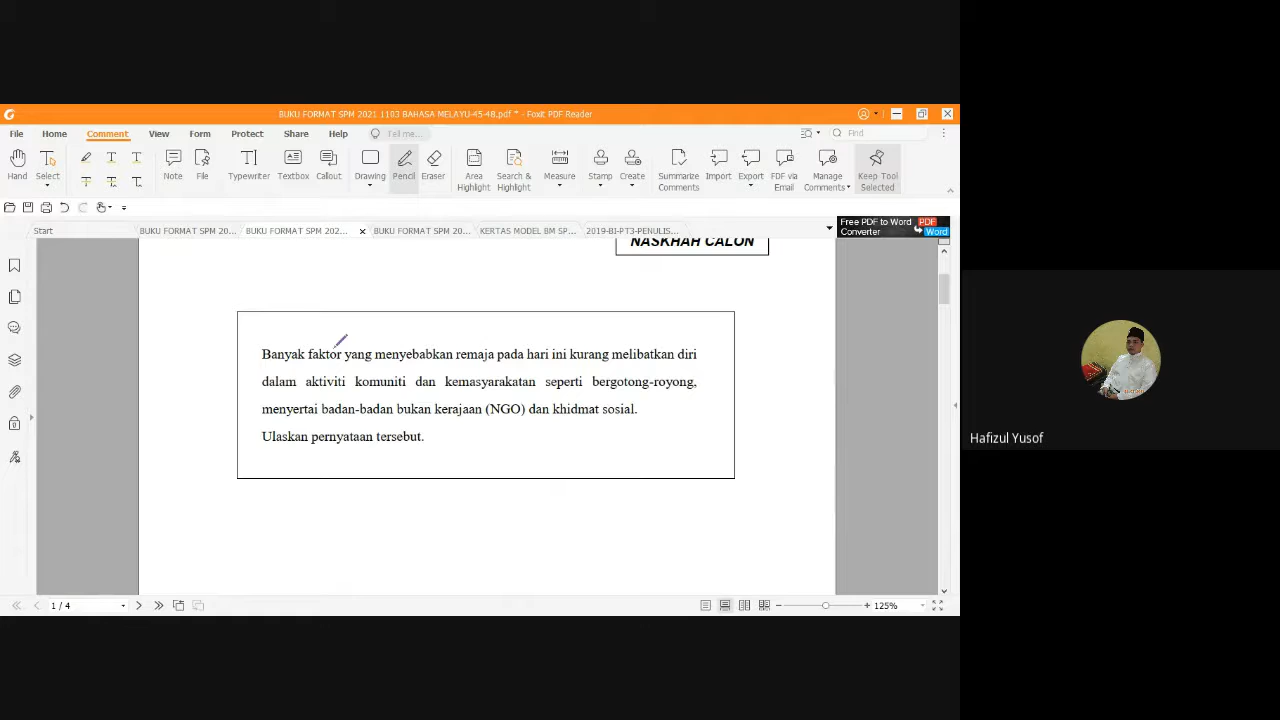 BUKU FORMAT SPM 2021 1103 BAHASA MELAYU-45-48.pdf * - Foxit PDF Reader
File Home Comment View Form Protect Share Help Tell me... Find
Hand Select Note File Typewriter Textbox Callout Drawing Pencil Eraser Area Highlight Search & Highlight Measure Stamp Create Summarize Comments Import Export FDF via Email Manage Comments Keep Tool Selected
Start BUKU FORMAT SPM 20... BUKU FORMAT SPM 202... BUKU FORMAT SPM 20... KERTAS MODEL BM SP... 2019-BI-PT3-PENULIS...
Free PDF to Word Converter PDF Word
NASKHAH CALON
Banyak faktor yang menyebabkan remaja pada hari ini kurang melibatkan diri
dalam aktiviti komuniti dan kemasyarakatan seperti bergotong-royong,
menyertai badan-badan bukan kerajaan (NGO) dan khidmat sosial.
Ulaskan pernyataan tersebut.
Hafizul Yusof
1 / 4 125%